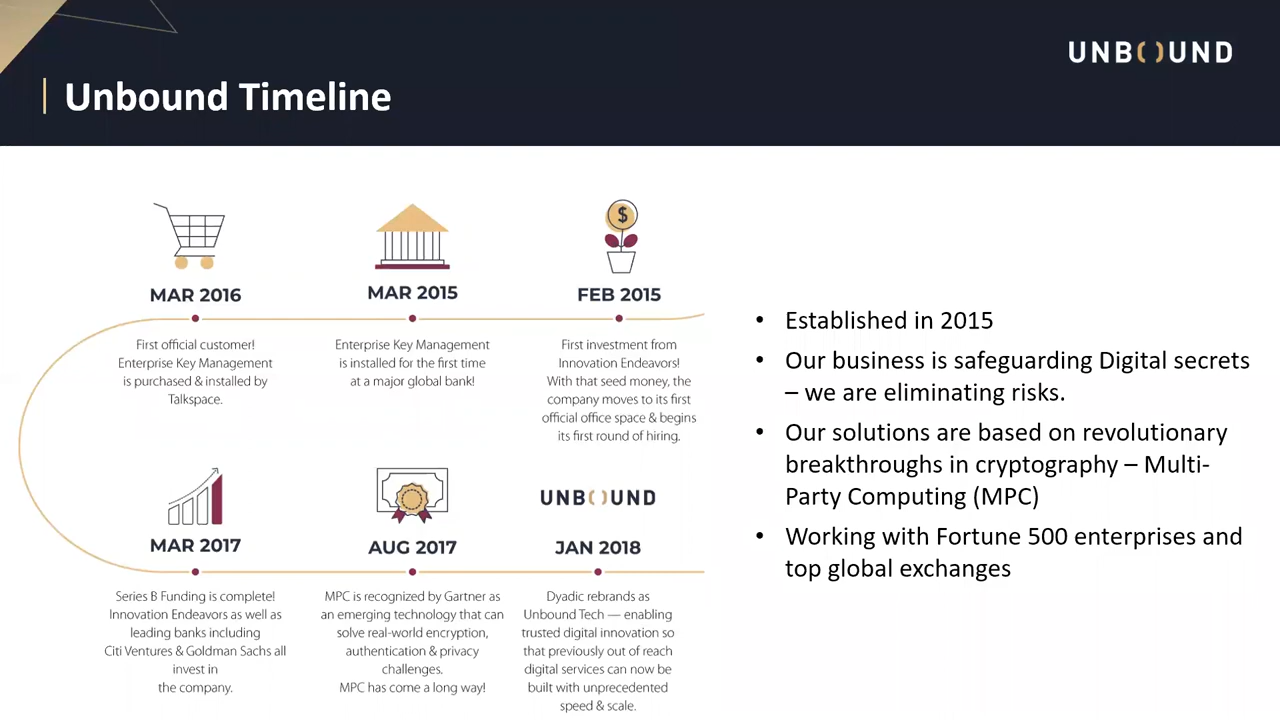 UNBOUND
Unbound Timeline
MAR 2016
First official customer!
Enterprise Key Management
is purchased & installed by
Talkspace.
MAR 2015
Enterprise Key Management
is installed for the first time
at a major global bank!
$
FEB 2015
First investment from
Innovation Endeavors!
With that seed money, the
company moves to its first
official office space & begins
its first round of hiring.
MAR 2017
Series B Funding is complete!
Innovation Endeavors as well as
leading banks including
Citi Ventures & Goldman Sachs all
invest in
the company.
AUG 2017
MPC is recognized by Gartner as
an emerging technology that can
solve real-world encryption,
authentication & privacy
challenges.
MPC has come a long way!
UNBOUND
JAN 2018
Dyadic rebrands as
Unbound Tech — enabling
trusted digital innovation so
that previously out of reach
digital services can now be
built with unprecedented
speed & scale.
• Established in 2015
• Our business is safeguarding Digital secrets
– we are eliminating risks.
• Our solutions are based on revolutionary
breakthroughs in cryptography – Multi-
Party Computing (MPC)
• Working with Fortune 500 enterprises and
top global exchanges